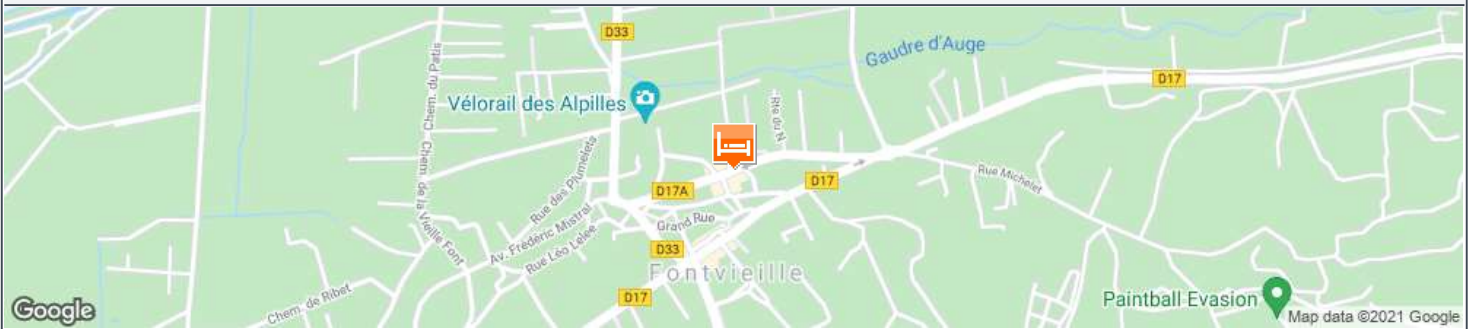 D33
Gaudre d'Auge
D17
Chem. du Patis
Vélorail des Alpilles
Rte du N
Chem. de la Vieille Font
Rue des Plumelets
D17A
D17
Rue Michelet
Grand Rue
Av. Frédéric Mistral
Rue Léo Lelée
D33
Fontvieille
Chem. de Ribet
D17
Paintball Evasion
Google
Map data ©2021 Google